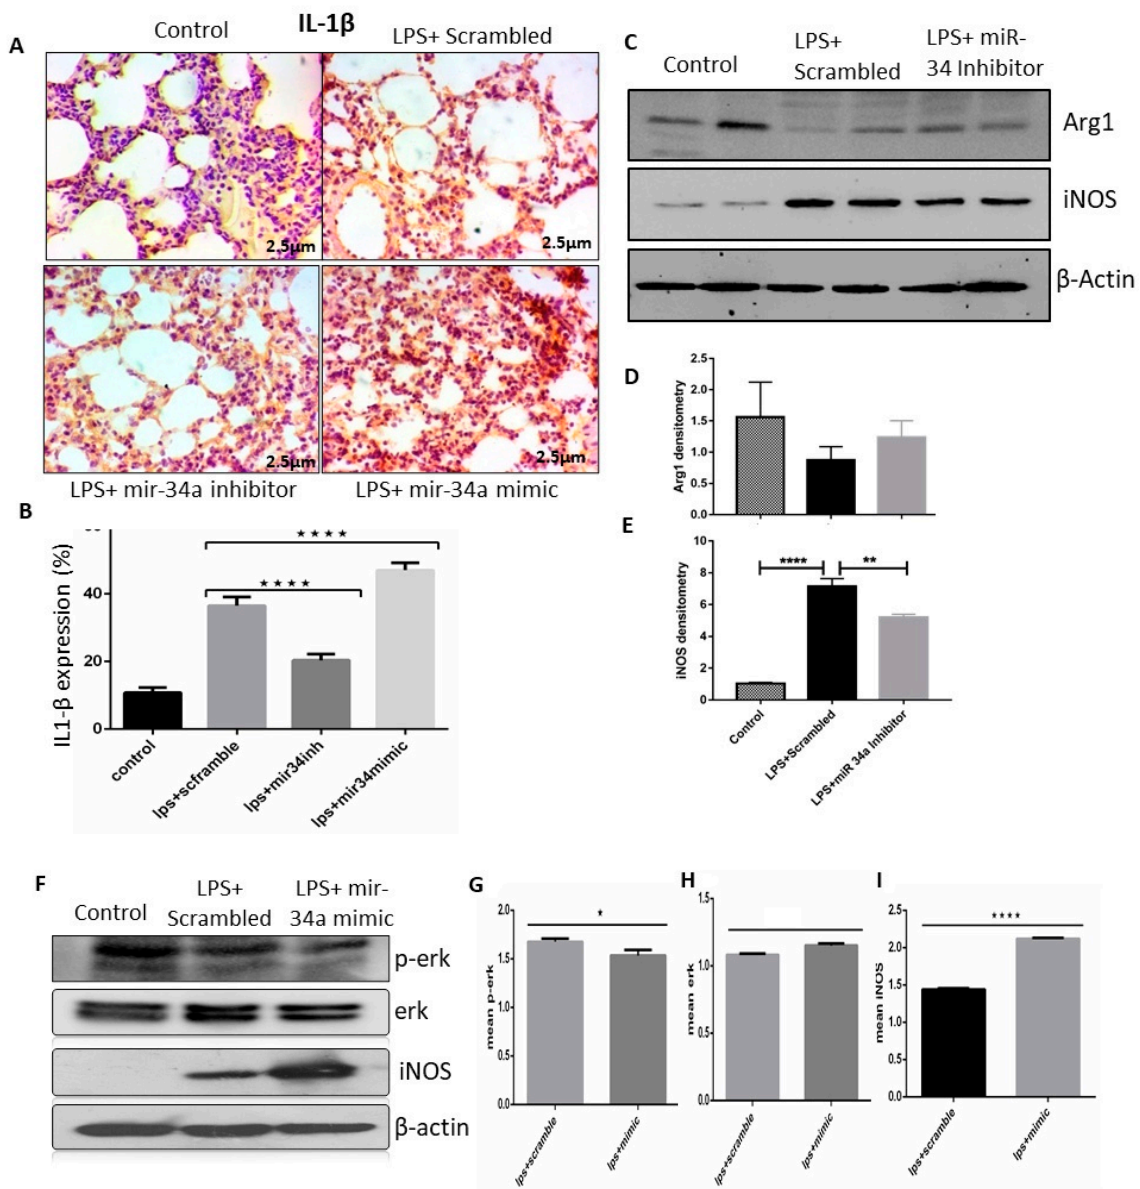 IL-1β
A
Control
LPS+ Scrambled
2.5μm
2.5μm
2.5μm
2.5μm
LPS+ mir-34a inhibitor
LPS+ mir-34a mimic
B
IL1-β expression (%)
40
20
0
****
****
control
lps+scframble
lps+mir34inh
lps+mir34mimic
C
Control
LPS+
Scrambled
LPS+ miR-
34 Inhibitor
Arg1
iNOS
β-Actin
D
Arg1 densitometry
2.5
2.0
1.5
1.0
0.5
0.0
E
iNOS densitometry
10
8
6
4
2
0
****
**
Control
LPS+Scrambled
LPS+miR 34a Inhibitor
F
Control
LPS+
Scrambled
LPS+ mir-
34a mimic
p-erk
erk
iNOS
β-actin
G
mean p-erk
2.0
1.5
1.0
0.5
0.0
*
lps+scramble
lps+mimic
H
mean erk
1.5
1.0
0.5
0.0
lps+scramble
lps+mimic
I
mean iNOS
2.5
2.0
1.5
1.0
0.5
0.0
****
lps+scramble
lps+mimic